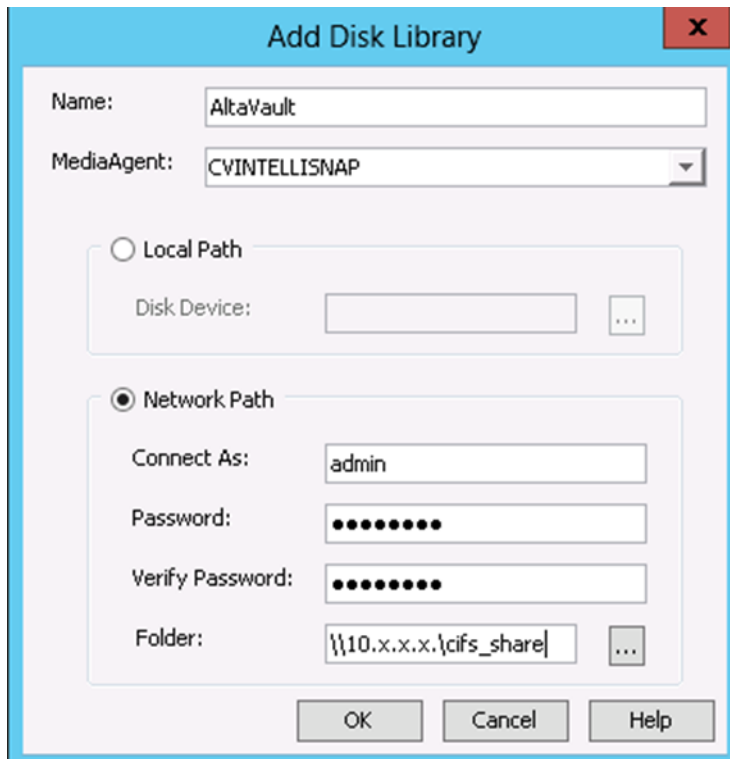 Add Disk Library
x
Name: AltaVault
MediaAgent: CVINTELLISNAP
Local Path
Disk Device:
...
Network Path
Connect As: admin
Password: ●●●●●●●●
Verify Password: ●●●●●●●●
Folder: \\10.x.x.x.\cifs_share ...
OK Cancel Help